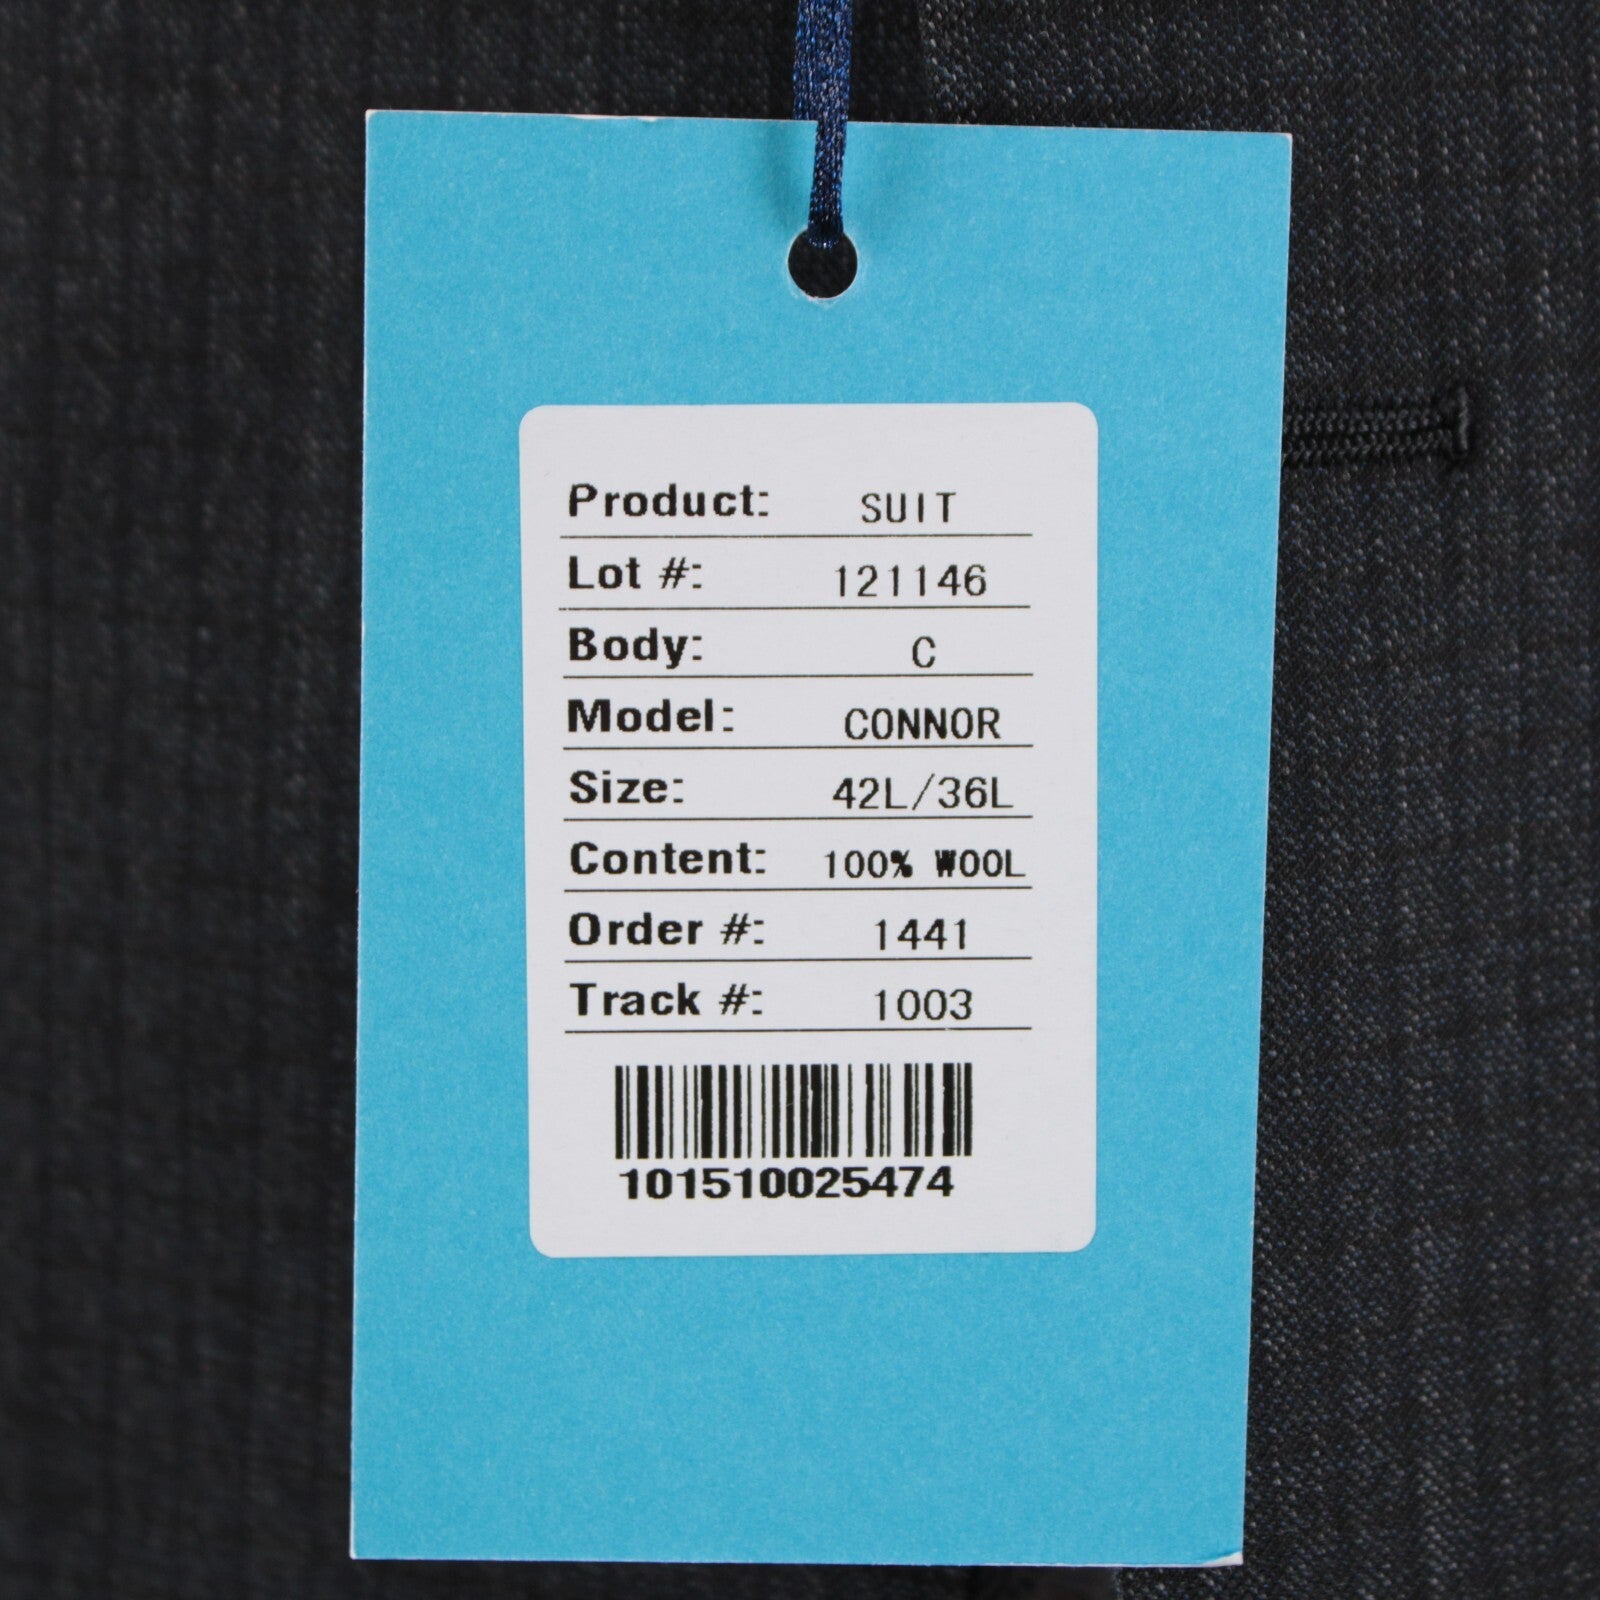 Product: SUIT
Lot #: 121146
Body: C
Model: CONNOR
Size: 42L/36L
Content: 100% WOOL
Order #: 1441
Track #: 1003
101510025474